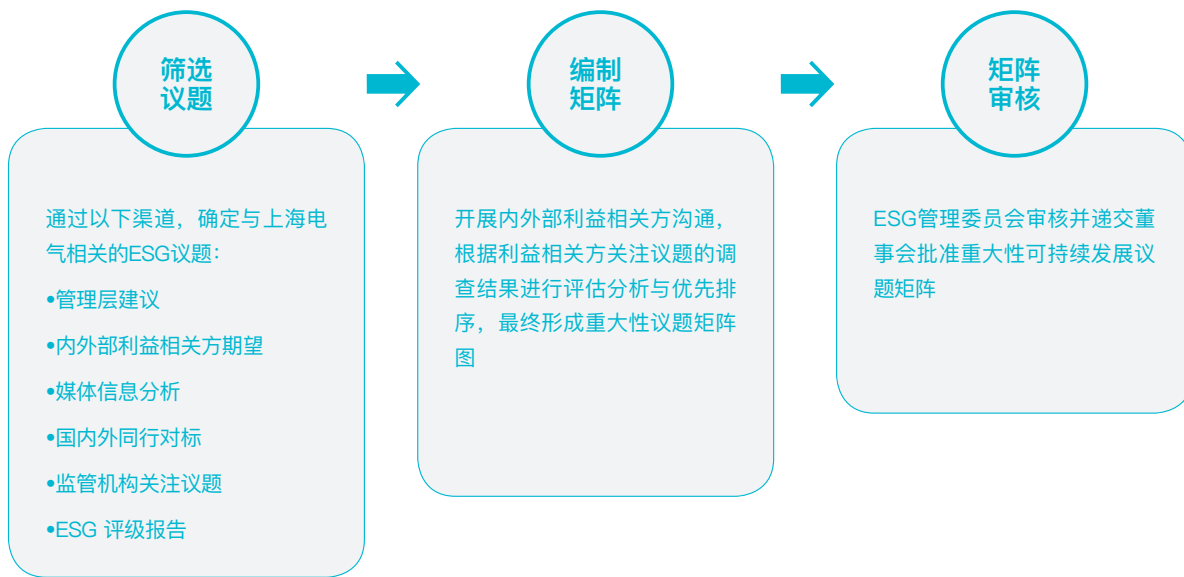 筛选
议题
通过以下渠道，确定与上海电
气相关的ESG议题：
•管理层建议
•内外部利益相关方期望
•媒体信息分析
•国内外同行对标
•监管机构关注议题
•ESG 评级报告
编制
矩阵
开展内外部利益相关方沟通，
根据利益相关方关注议题的调
查结果进行评估分析与优先排
序，最终形成重大性议题矩阵
图
矩阵
审核
ESG管理委员会审核并递交董
事会批准重大性可持续发展议
题矩阵